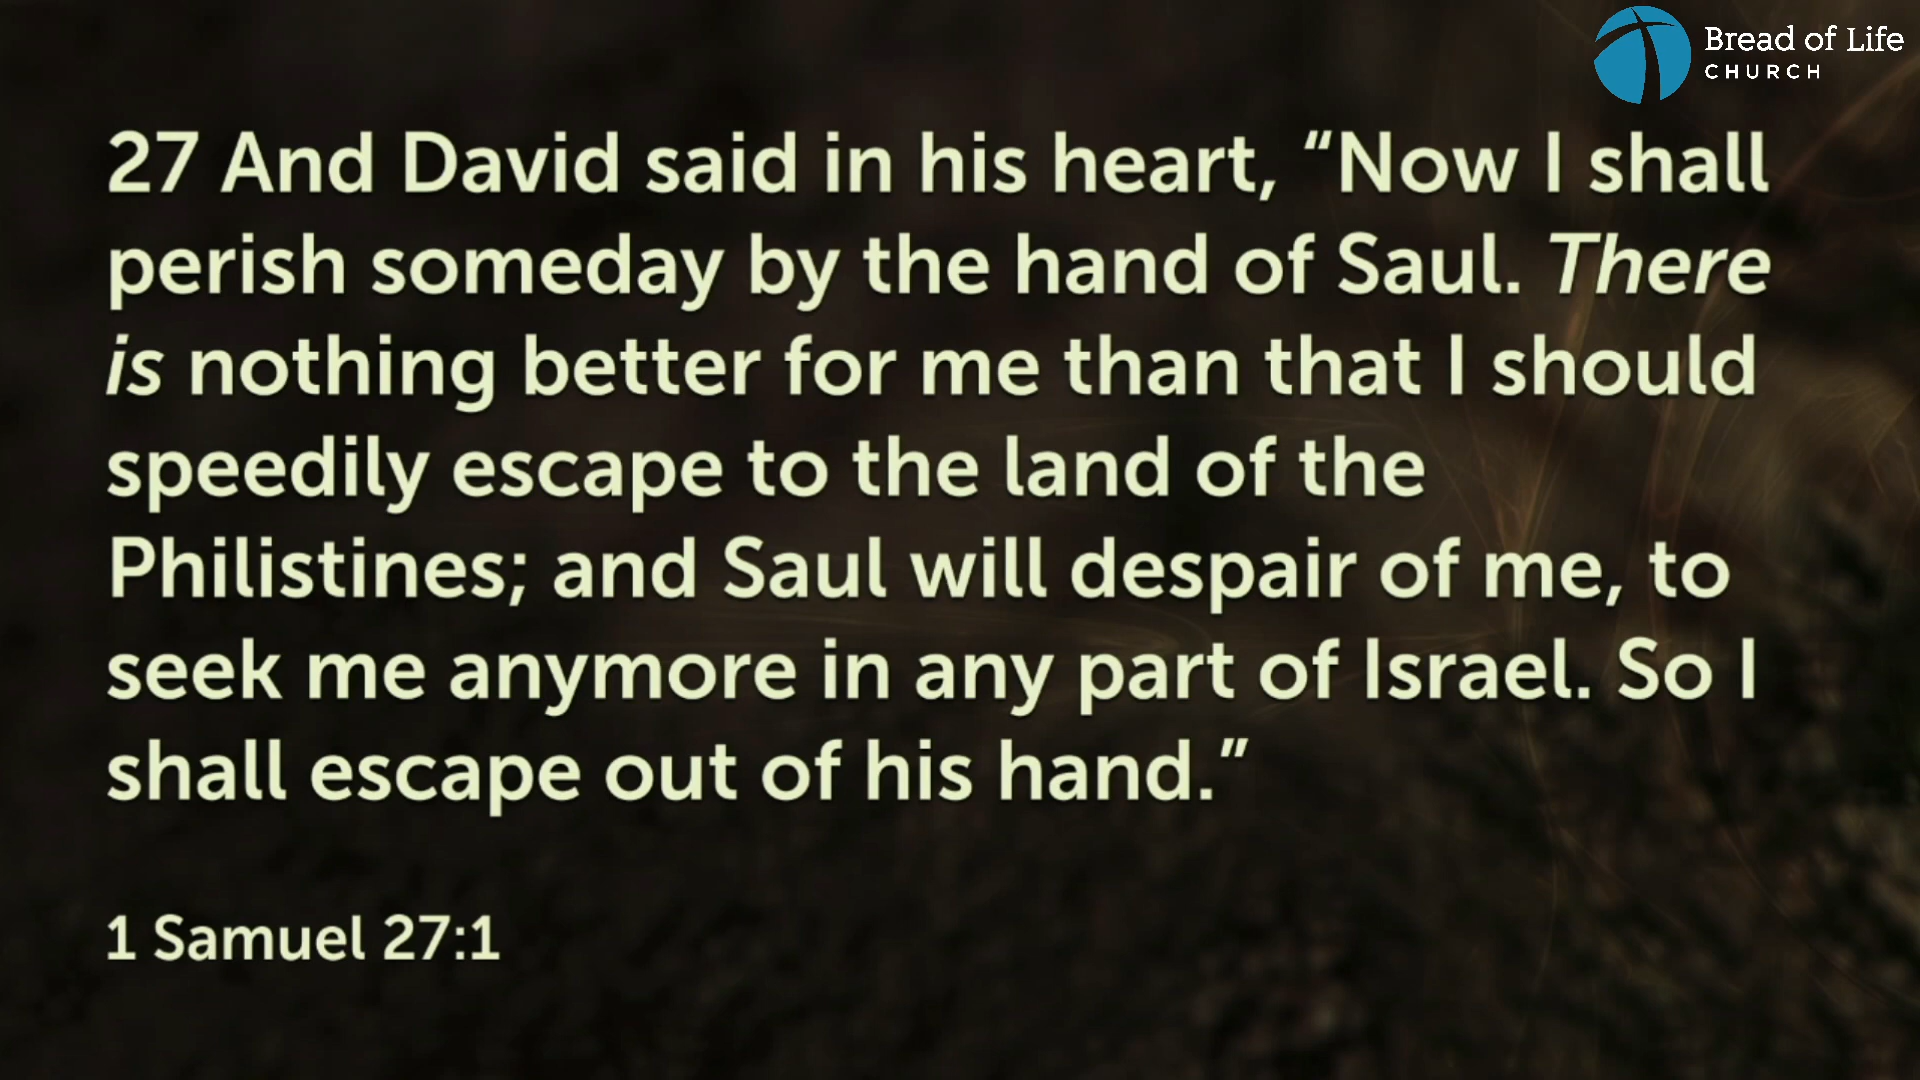 Bread of Life
CHURCH
27 And David said in his heart, “Now I shall
perish someday by the hand of Saul. There
is nothing better for me than that I should
speedily escape to the land of the
Philistines; and Saul will despair of me, to
seek me anymore in any part of Israel. So I
shall escape out of his hand.”
1 Samuel 27:1